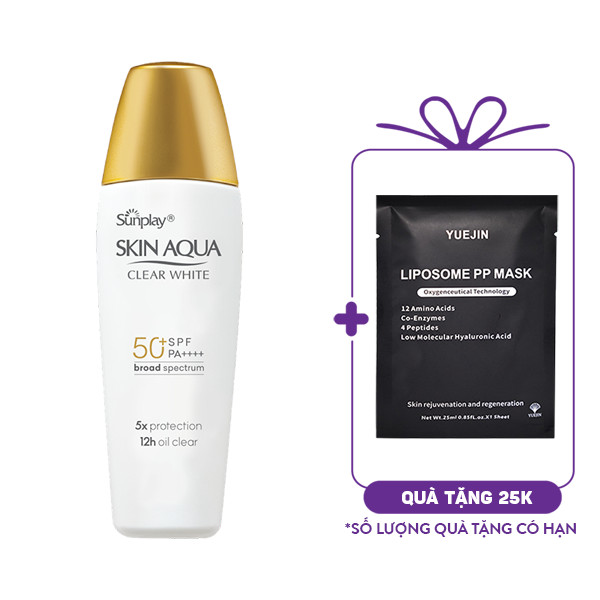 Sunplay®
SKIN AQUA
CLEAR WHITE
50+ SPF
PA++++
broad spectrum
5x protection
12h oil clear
+
YUEJIN
LIPOSOME PP MASK
Oxygenceutical Technology
12 Amino Acids
Co-Enzymes
4 Peptides
Low Molecular Hyaluronic Acid
Skin rejuvenation and regeneration
Net Wt.25ml 0.85fL.oz.X1 Sheet
YUEJIN
QUÀ TẶNG 25K
*SỐ LƯỢNG QUÀ TẶNG CÓ HẠN